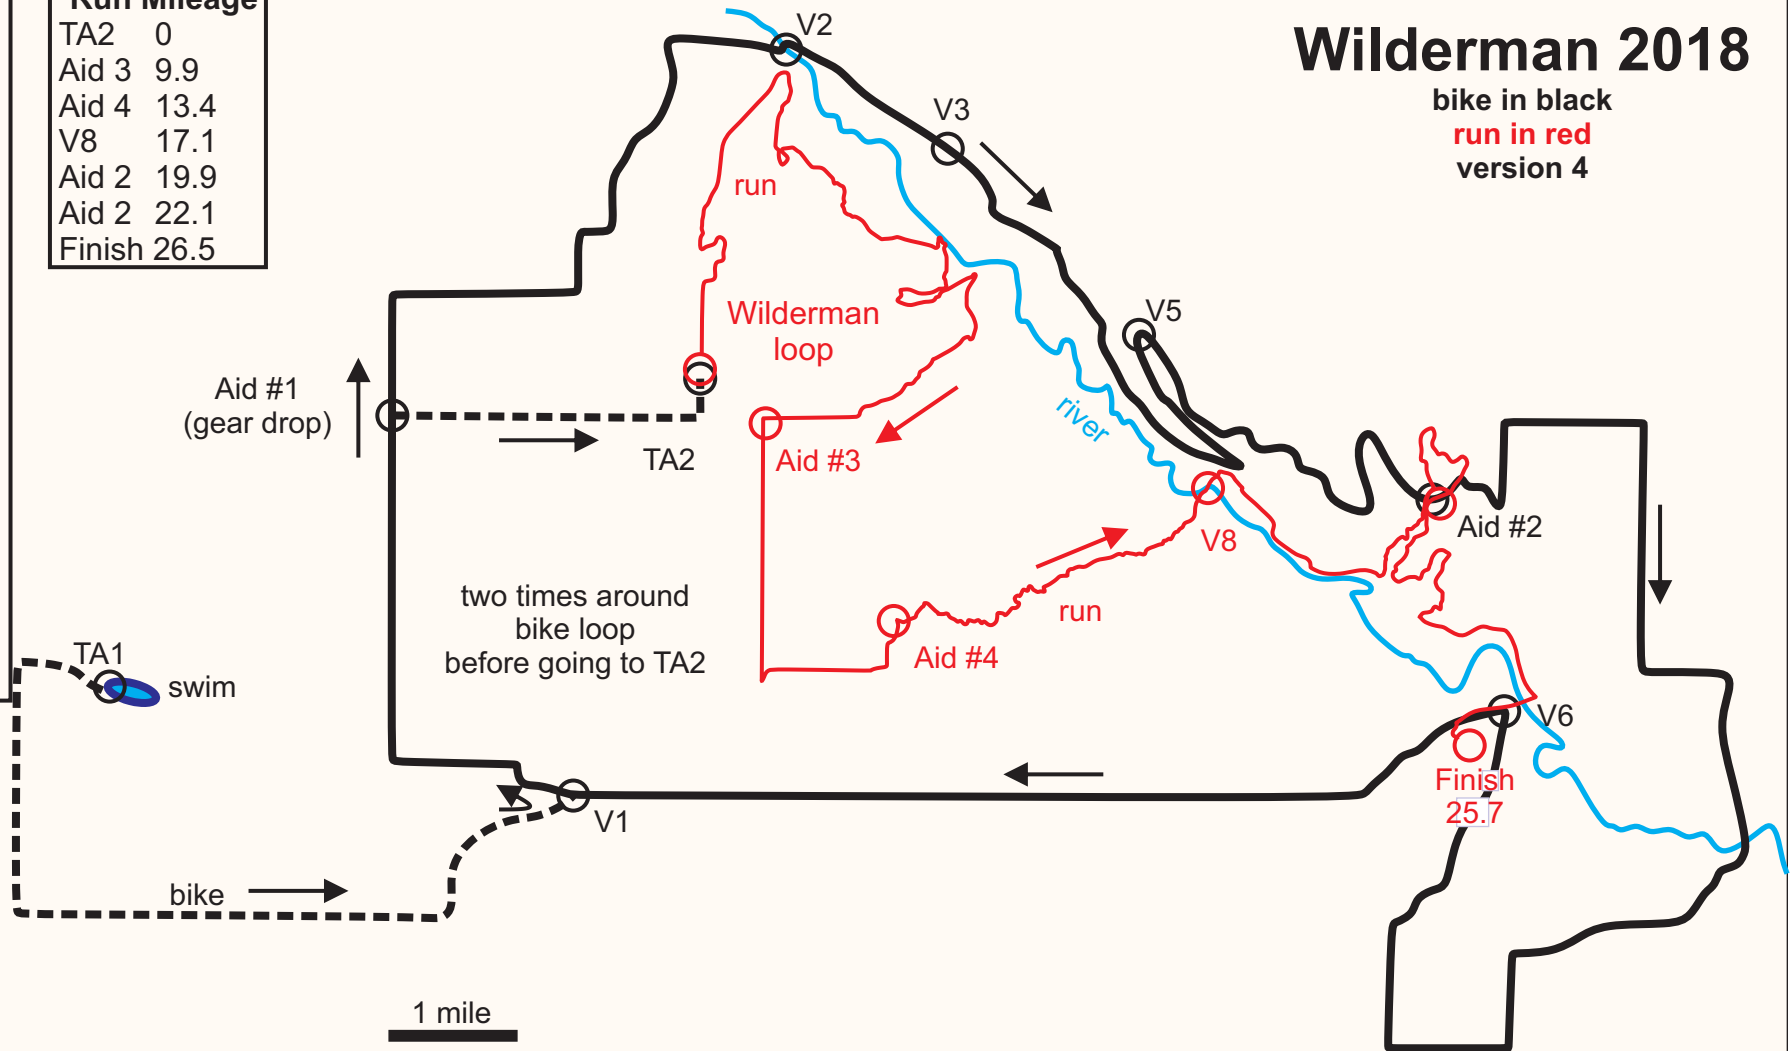 Run Mileage
TA2 0
Aid 3 9.9
Aid 4 13.4
V8 17.1
Aid 2 19.9
Aid 2 22.1
Finish 26.5
Wilderman 2018
bike in black
run in red
version 4
V2
V3
run
Wilderman
loop
V5
Aid #1
(gear drop)
river
TA2
Aid #3
Aid #2
V8
two times around
bike loop
before going to TA2
run
Aid #4
TA1
swim
V6
Finish
25.7
V1
bike
1 mile